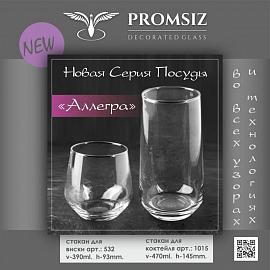 PROMSIZ
DECORATED GLASS
NEW
Новая Серия Посуды
«Аллегра»
во всех узорах
и технологиях
стакан для
виски арт.: 532
v-390ml. h-93mm.
стакан для
коктейля арт.: 1015
v-470ml. h-145mm.